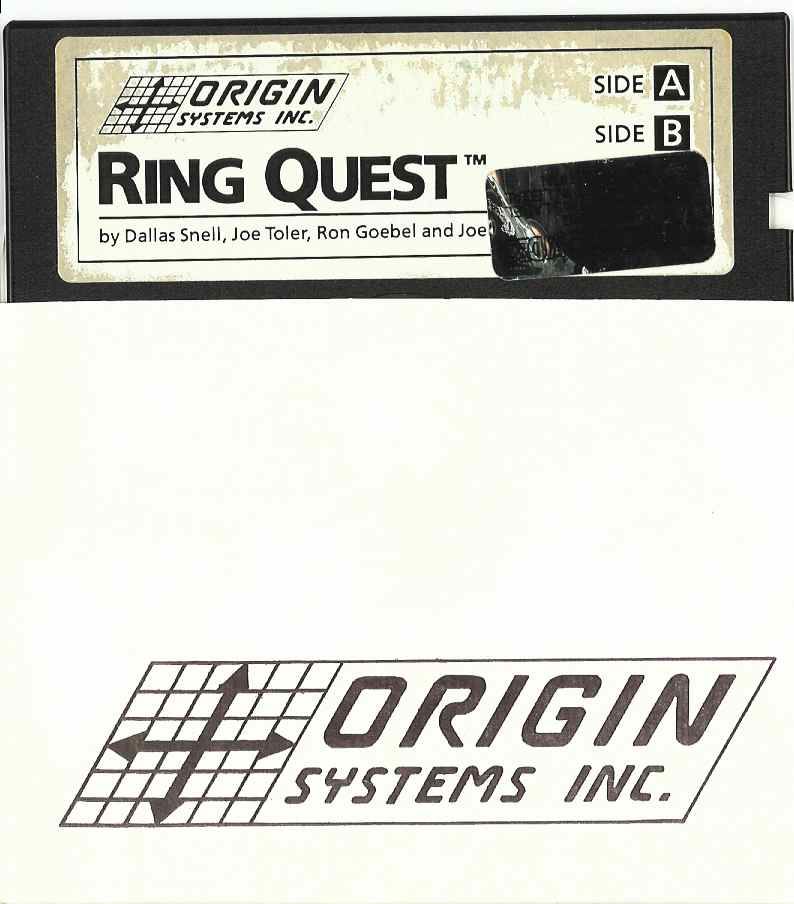 ORIGIN
SYSTEMS INC.
SIDE A
SIDE B
RING QUEST™
by Dallas Snell, Joe Toler, Ron Goebel and Joe
ORIGIN
SYSTEMS INC.